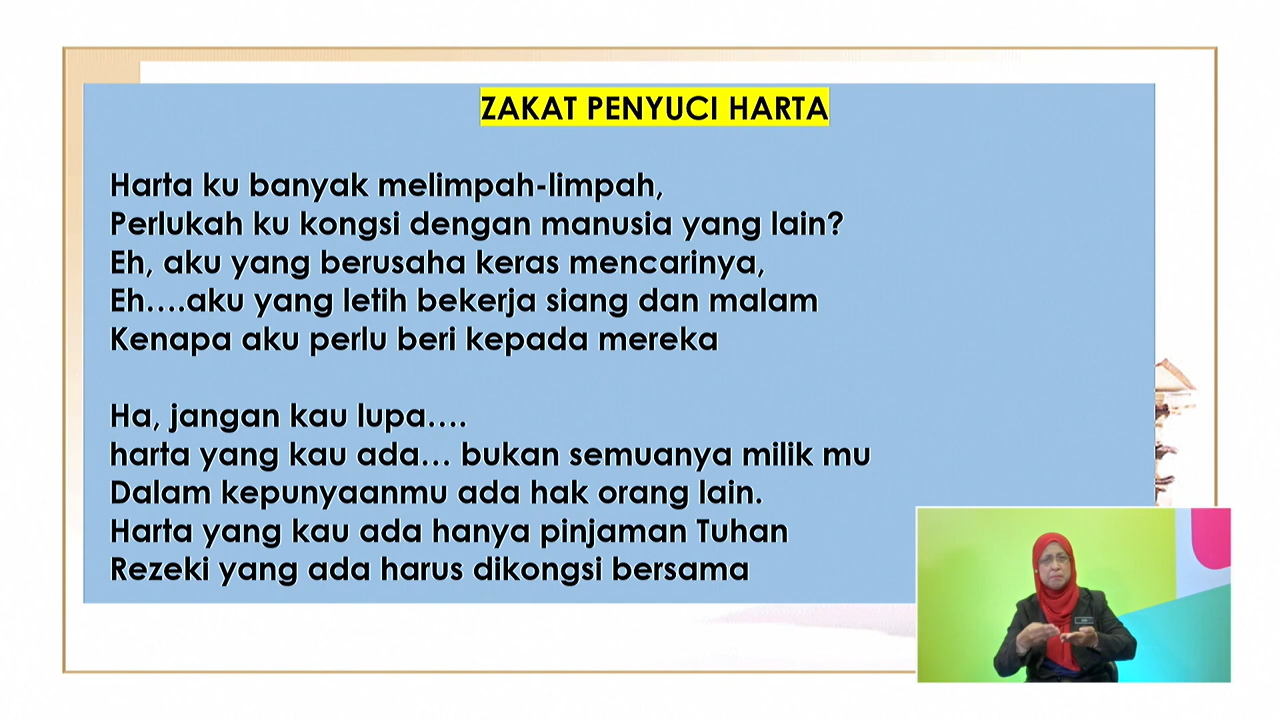 ZAKAT PENYUCI HARTA
Harta ku banyak melimpah-limpah,
Perlukah ku kongsi dengan manusia yang lain?
Eh, aku yang berusaha keras mencarinya,
Eh....aku yang letih bekerja siang dan malam
Kenapa aku perlu beri kepada mereka
Ha, jangan kau lupa....
harta yang kau ada... bukan semuanya milik mu
Dalam kepunyaanmu ada hak orang lain.
Harta yang kau ada hanya pinjaman Tuhan
Rezeki yang ada harus dikongsi bersama